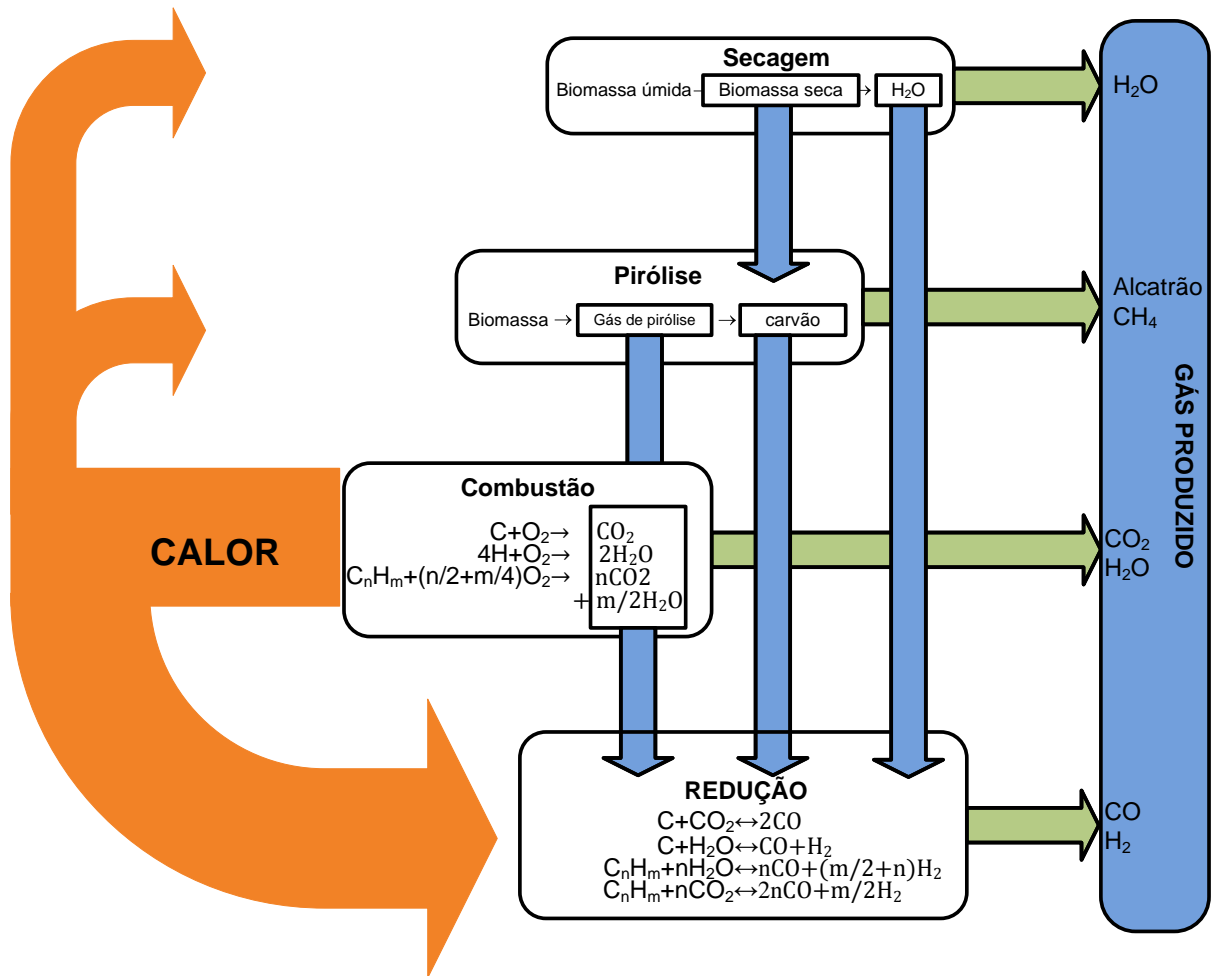 Secagem
Biomassa úmida→ Biomassa seca → H₂O
H₂O
Pirólise
Biomassa → Gás de pirólise → carvão
Alcatrão
CH₄
GÁS PRODUZIDO
CALOR
Combustão
C+O₂→ CO₂
4H+O₂→ 2H₂O
CₙHₘ+(n/2+m/4)O₂→ nCO2
+ m/2H₂O
CO₂
H₂O
REDUÇÃO
C+CO₂↔2CO
C+H₂O↔CO+H₂
CₙHₘ+nH₂O↔nCO+(m/2+n)H₂
CₙHₘ+nCO₂↔2nCO+m/2H₂
CO
H₂